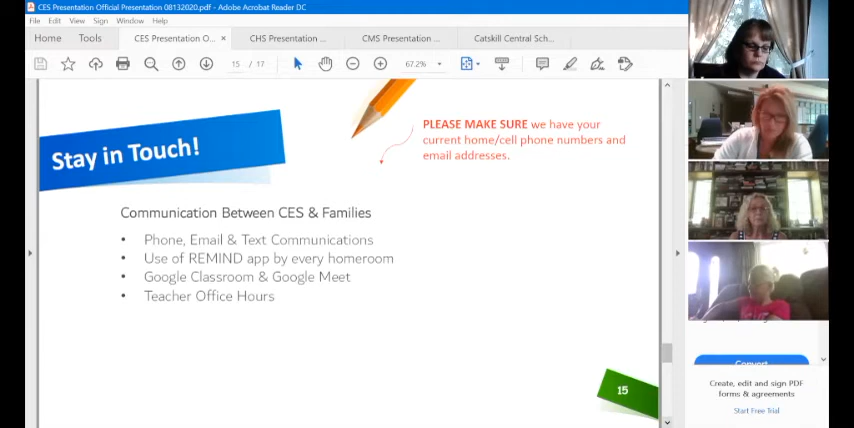 CES Presentation Official Presentation 08132020.pdf - Adobe Acrobat Reader DC
File Edit View Sign Window Help
Home Tools CES Presentation O... × CHS Presentation ... CMS Presentation ... Catskill Central Sch...
15 / 17 67.2%
PLEASE MAKE SURE we have your
current home/cell phone numbers and
email addresses.
Stay in Touch!
Communication Between CES & Families
• Phone, Email & Text Communications
• Use of REMIND app by every homeroom
• Google Classroom & Google Meet
• Teacher Office Hours
15
Convert
Create, edit and sign PDF
forms & agreements
Start Free Trial